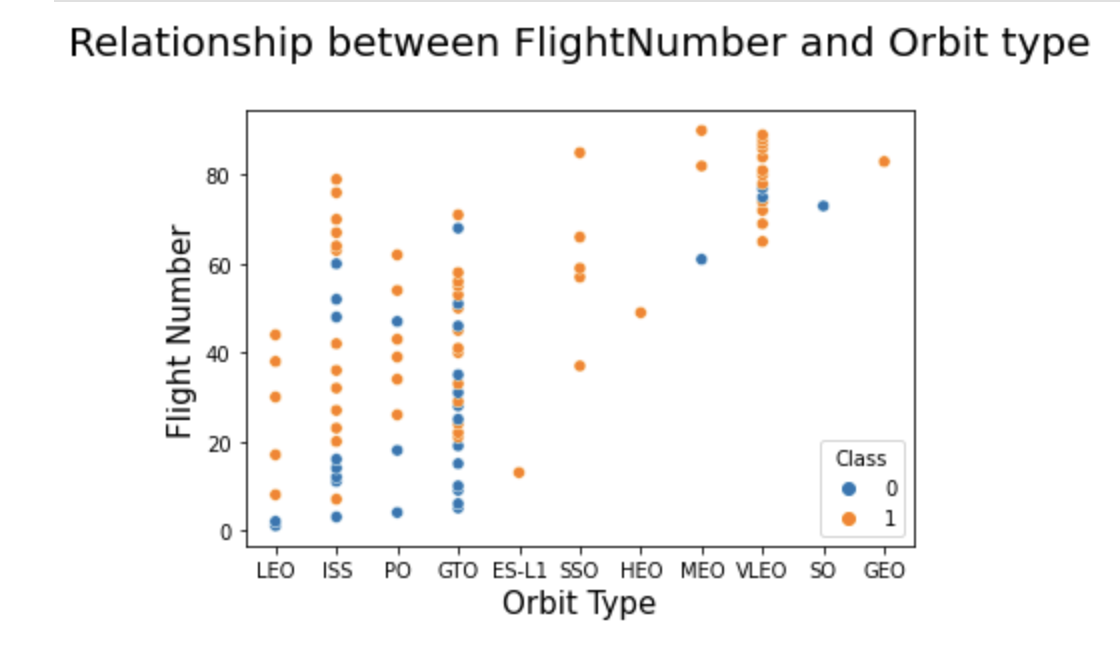 Relationship between FlightNumber and Orbit type
80
60
40
20
0
Flight Number
Class
0
1
LEO ISS PO GTO ES-L1 SSO HEO MEO VLEO SO GEO
Orbit Type